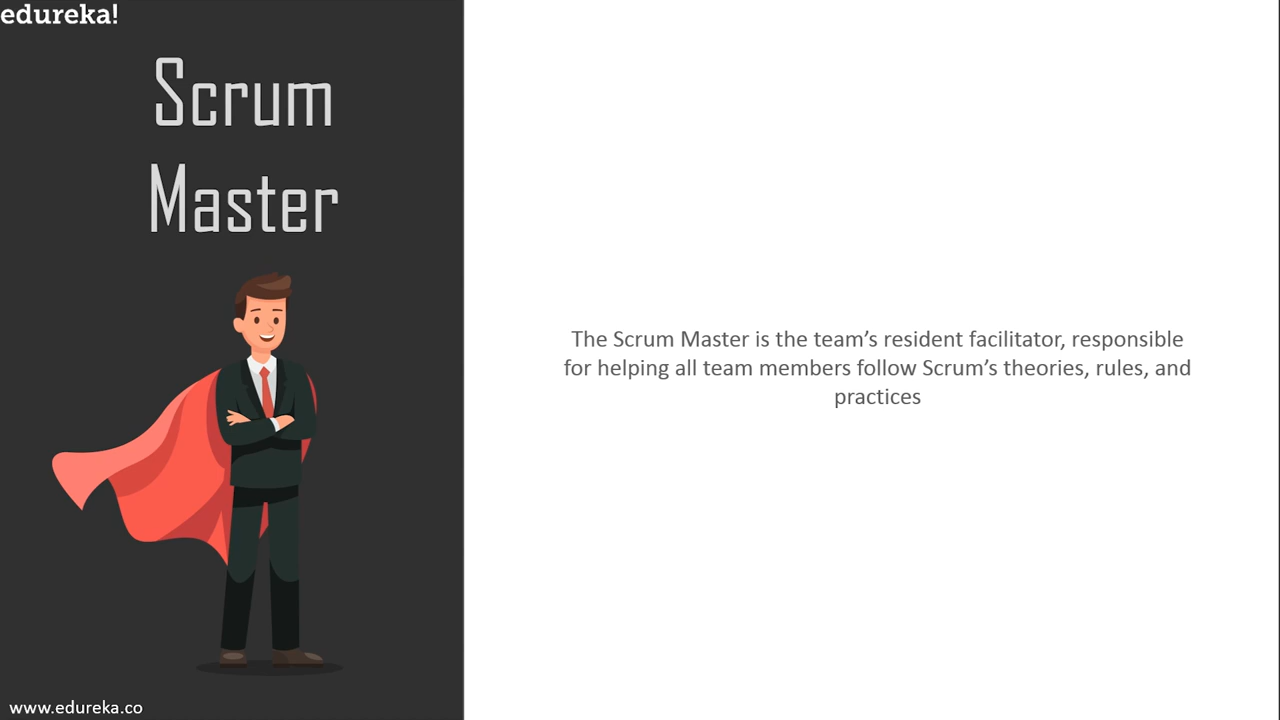 edureka!
Scrum
Master
The Scrum Master is the team’s resident facilitator, responsible
for helping all team members follow Scrum’s theories, rules, and
practices
www.edureka.co